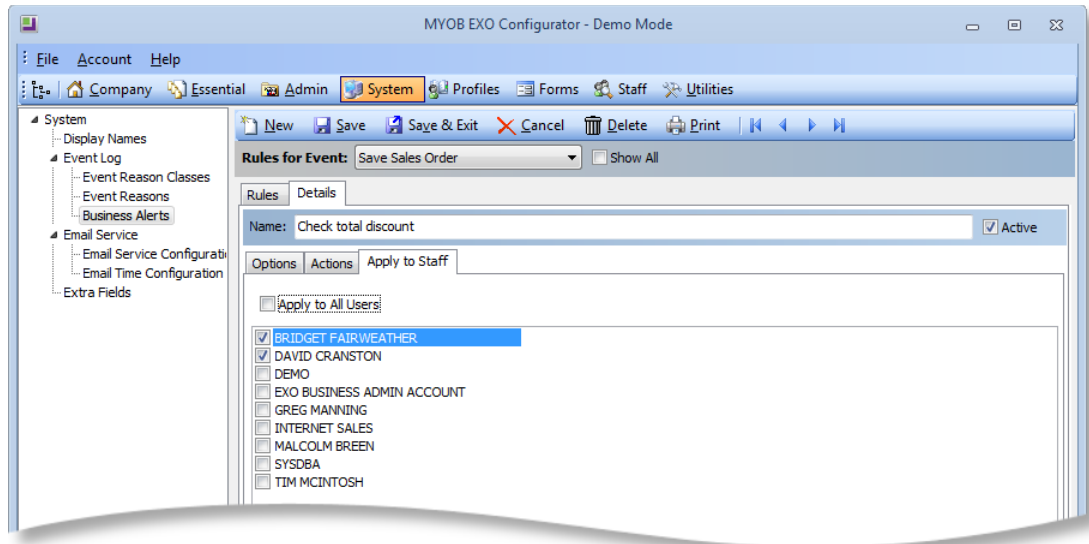 MYOB EXO Configurator - Demo Mode
File Account Help
Company Essential Admin System Profiles Forms Staff Utilities
System
Display Names
Event Log
Event Reason Classes
Event Reasons
Business Alerts
Email Service
Email Service Configurati
Email Time Configuration
Extra Fields
New Save Save & Exit Cancel Delete Print
Rules for Event: Save Sales Order Show All
Rules Details
Name: Check total discount Active
Options Actions Apply to Staff
Apply to All Users
BRIDGET FAIRWEATHER
DAVID CRANSTON
DEMO
EXO BUSINESS ADMIN ACCOUNT
GREG MANNING
INTERNET SALES
MALCOLM BREEN
SYSDBA
TIM MCINTOSH